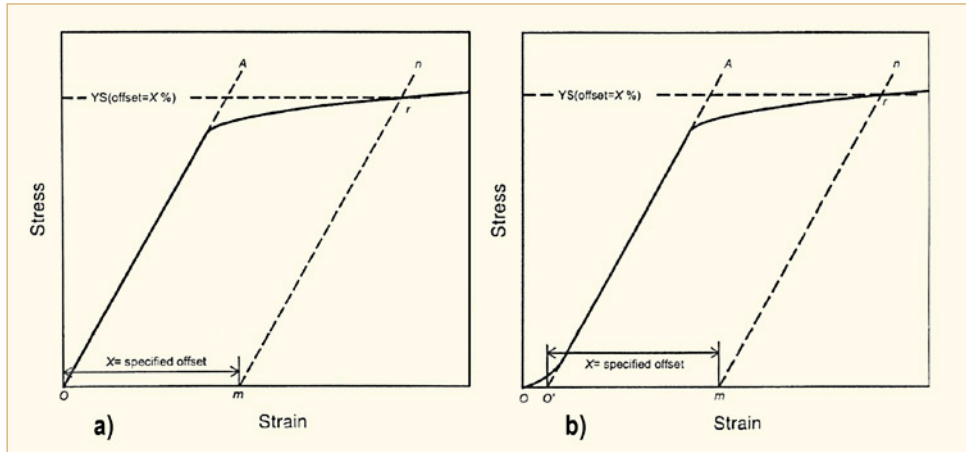 A
n
YS(offset=X %)
r
Stress
X= specified offset
O
m
a)
Strain
A
n
YS(offset=X %)
r
Stress
X= specified offset
O
O'
m
b)
Strain